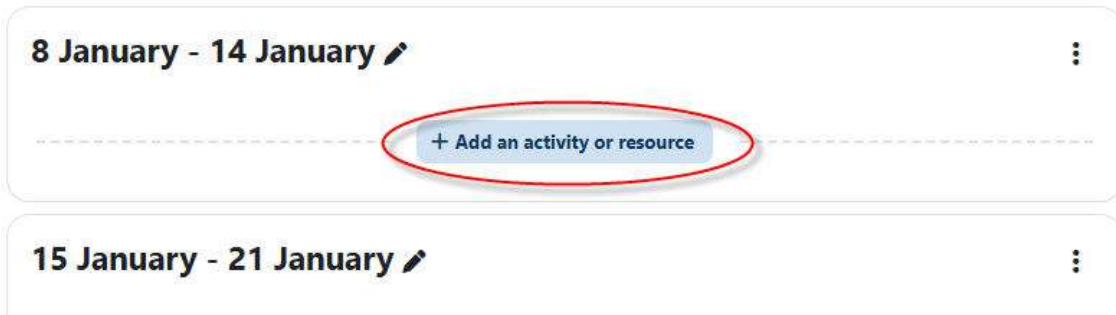 8 January - 14 January
+ Add an activity or resource
15 January - 21 January